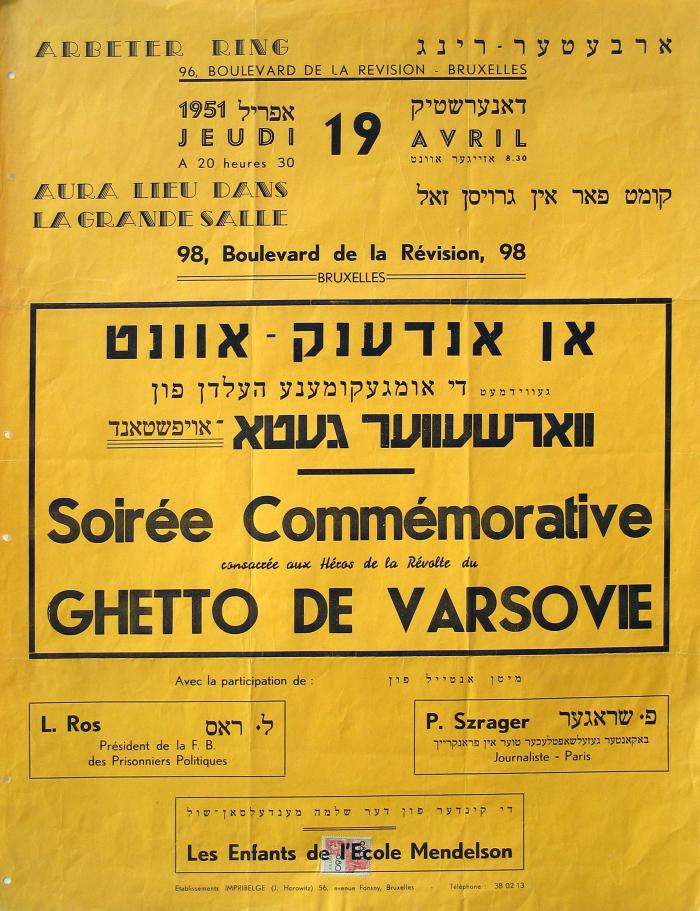 ARBETER RING ארבעטער-רינג
96, BOULEVARD DE LA REVISION - BRUXELLES
1951 אפריל 19 דאנערשטיק
JEUDI AVRIL
A 20 heures 30 8.30 אזייגער אוונט
AURA LIEU DANS קומט פאר אין גרויסן זאל
LA GRANDE SALLE
98, Boulevard de la Révision, 98
BRUXELLES
אן אנדענק-אוונט
געווידמעט די אומגעקומענע העלדן פון
ווארשעווער געטא-אויפשטאנד
Soirée Commémorative
consacrée aux Héros de la Révolte du
GHETTO DE VARSOVIE
Avec la participation de : מיטן אנטייל פון
L. Ros ל. ראס
Président de la F. B.
des Prisonniers Politiques
P. Szrager פ. שראגער
באקאנטער געזעלשאפטלעכער טוער אין פראנקרייך
Journaliste - Paris
די קינדער פון דער שלמה מענדעלסאן-שול
Les Enfants de l'Ecole Mendelson
Etablissements IMPRIBELGE (J. Horowitz) 56, avenue Fonsny, Bruxelles - Téléphone : 38 02 13